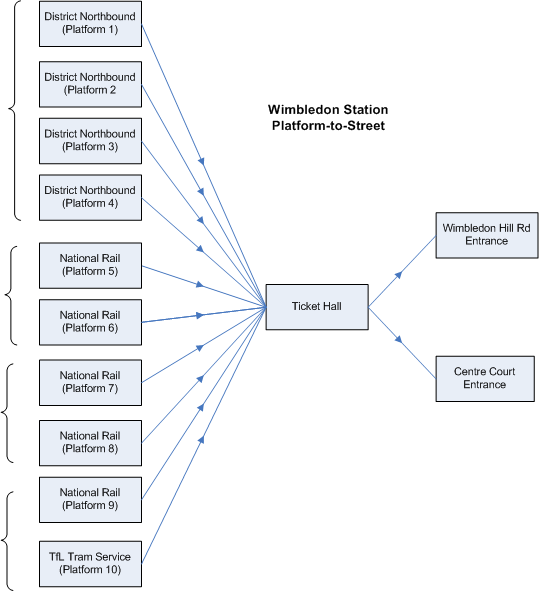 District Northbound
(Platform 1)
District Northbound
(Platform 2
District Northbound
(Platform 3)
District Northbound
(Platform 4)
National Rail
(Platform 5)
National Rail
(Platform 6)
National Rail
(Platform 7)
National Rail
(Platform 8)
National Rail
(Platform 9)
TfL Tram Service
(Platform 10)
Wimbledon Station
Platform-to-Street
Ticket Hall
Wimbledon Hill Rd
Entrance
Centre Court
Entrance